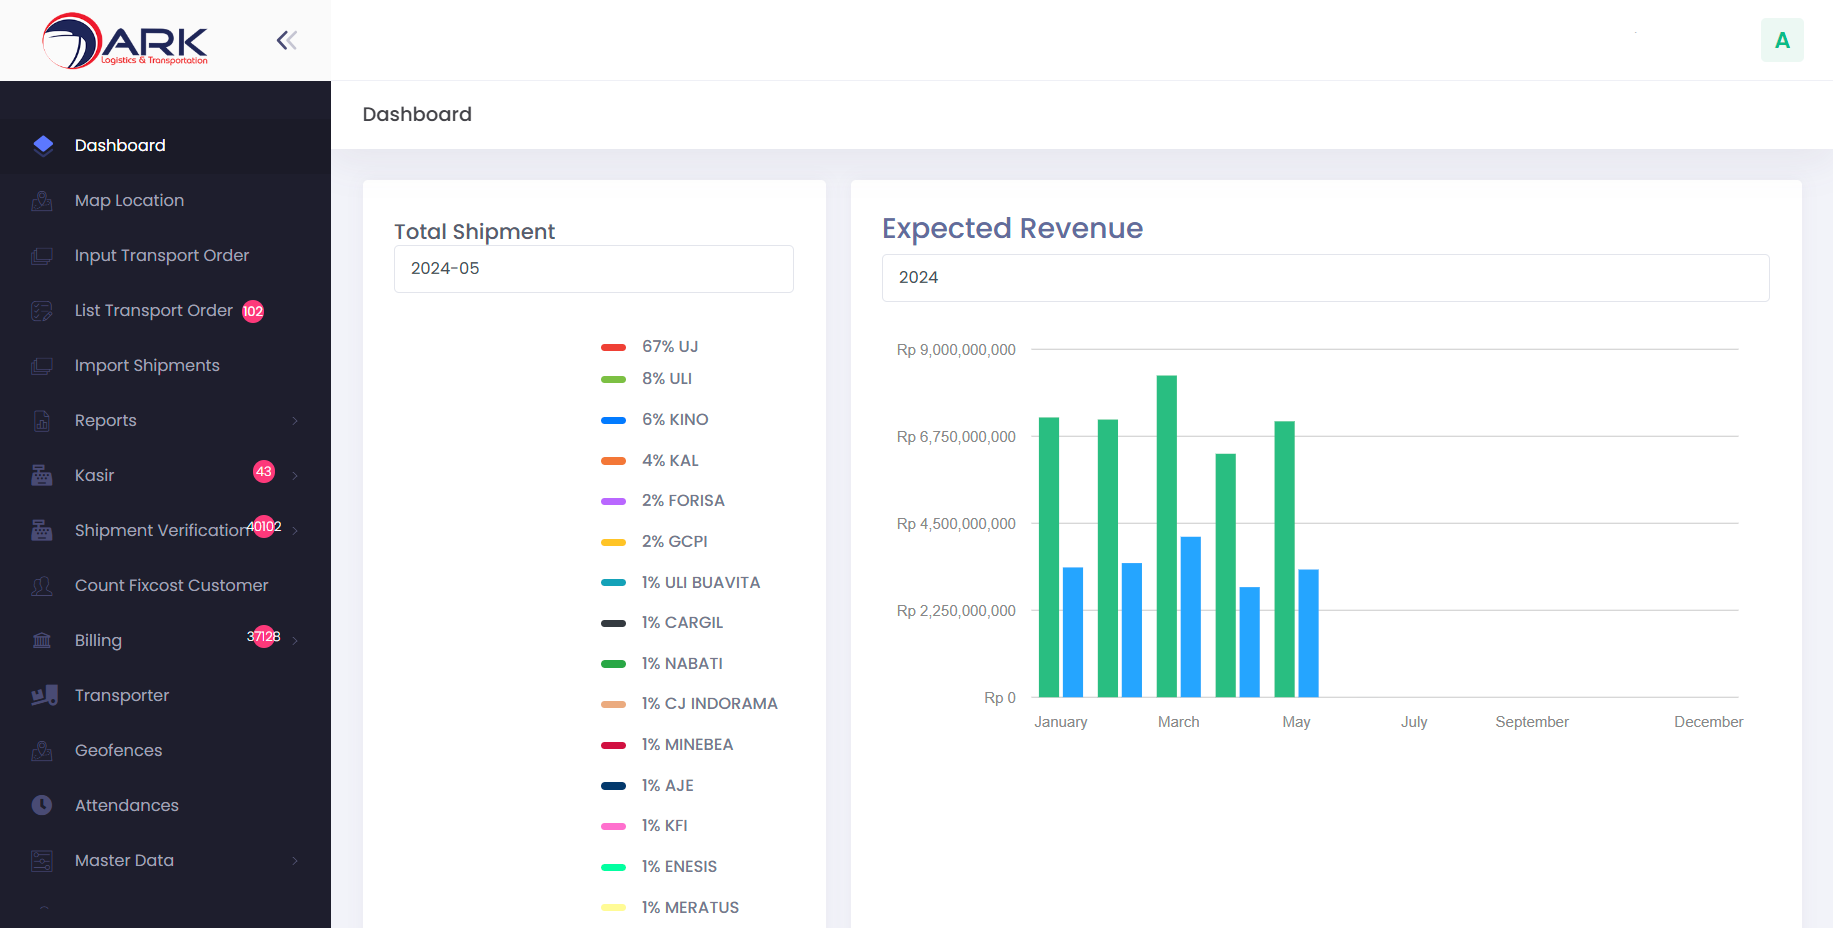 ARK
Logistics & Transportation
A
Dashboard
Dashboard
Map Location
Input Transport Order
List Transport Order 102
Import Shipments
Reports
Kasir 43
Shipment Verification 40102
Count Fixcost Customer
Billing 37128
Transporter
Geofences
Attendances
Master Data
Total Shipment
2024-05
67% UJ
8% ULI
6% KINO
4% KAL
2% FORISA
2% GCPI
1% ULI BUAVITA
1% CARGIL
1% NABATI
1% CJ INDORAMA
1% MINEBEA
1% AJE
1% KFI
1% ENESIS
1% MERATUS
Expected Revenue
2024
Rp 9,000,000,000
Rp 6,750,000,000
Rp 4,500,000,000
Rp 2,250,000,000
Rp 0
January March May July September December